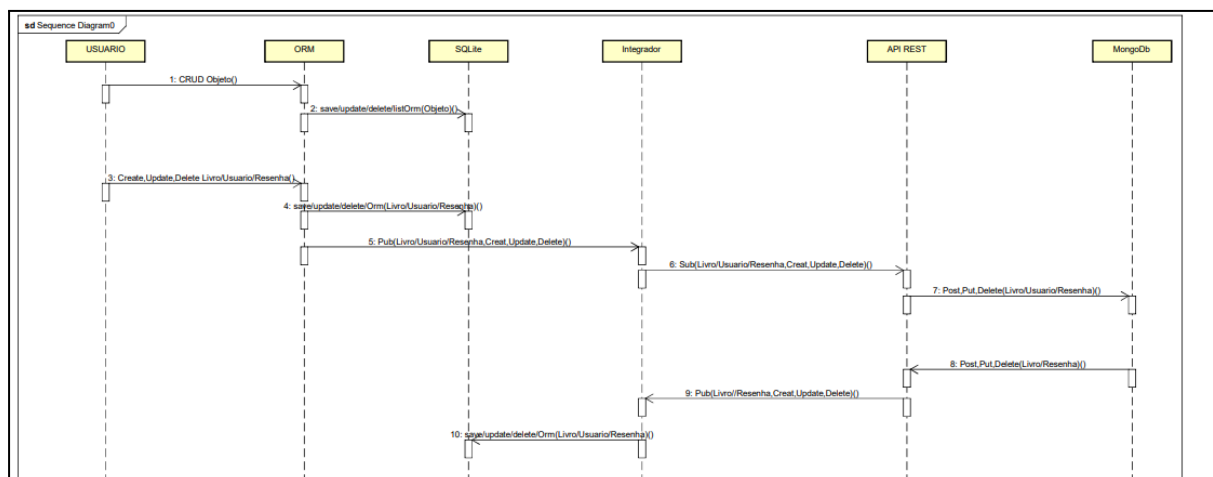 sd Sequence Diagram0
USUARIO
ORM
SQLite
Integrador
API REST
MongoDb
1: CRUD Objeto()
2: save/update/delete/listOrm(Objeto)()
3: Create,Update,Delete Livro/Usuario/Resenha()
4: save/update/delete/Orm(Livro/Usuario/Resenha)()
5: Pub(Livro/Usuario/Resenha,Creat,Update,Delete)()
6: Sub(Livro/Usuario/Resenha,Creat,Update,Delete)()
7: Post,Put,Delete(Livro/Usuario/Resenha)()
8: Post,Put,Delete(Livro/Resenha)()
9: Pub(Livro//Resenha,Creat,Update,Delete)()
10: save/update/delete/Orm(Livro/Usuario/Resenha)()